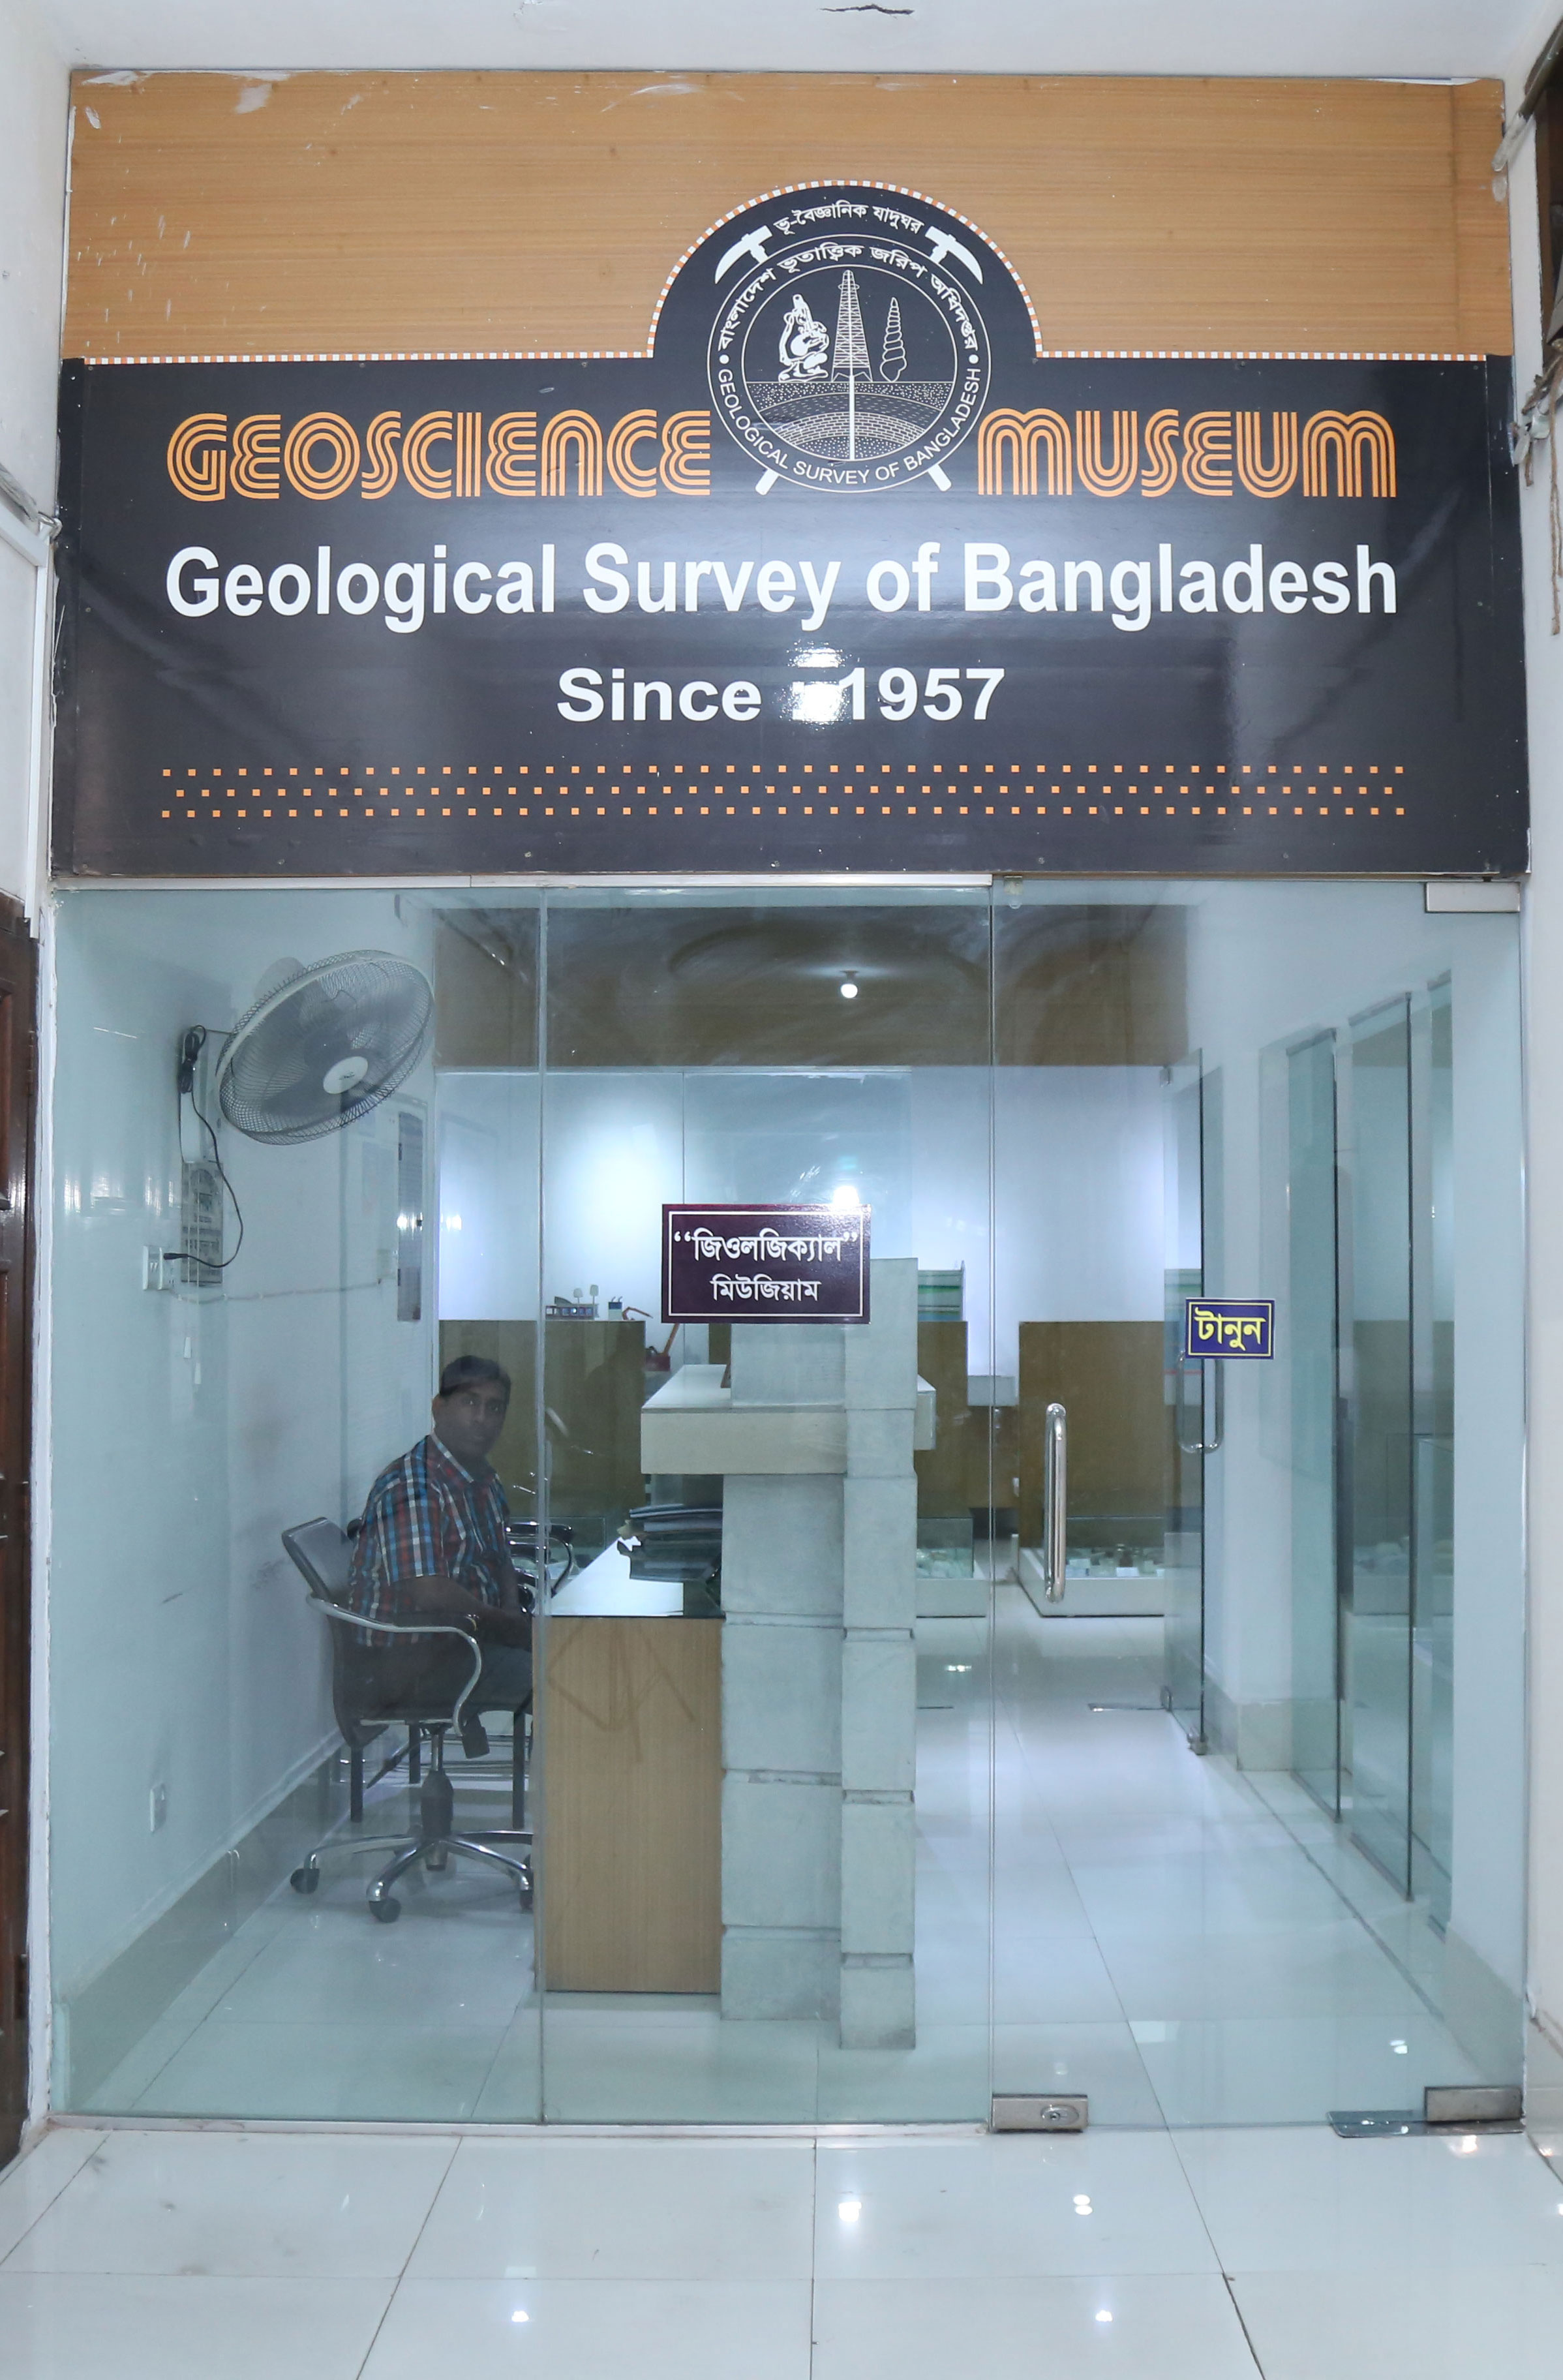 ভূ-বৈজ্ঞানিক যাদুঘর
বাংলাদেশ ভূতাত্ত্বিক জরিপ অধিদপ্তর
GEOLOGICAL SURVEY OF BANGLADESH
GEOSCIENCE MUSEUM
Geological Survey of Bangladesh
Since : 1957
“জিওলজিক্যাল”
মিউজিয়াম
টানুন